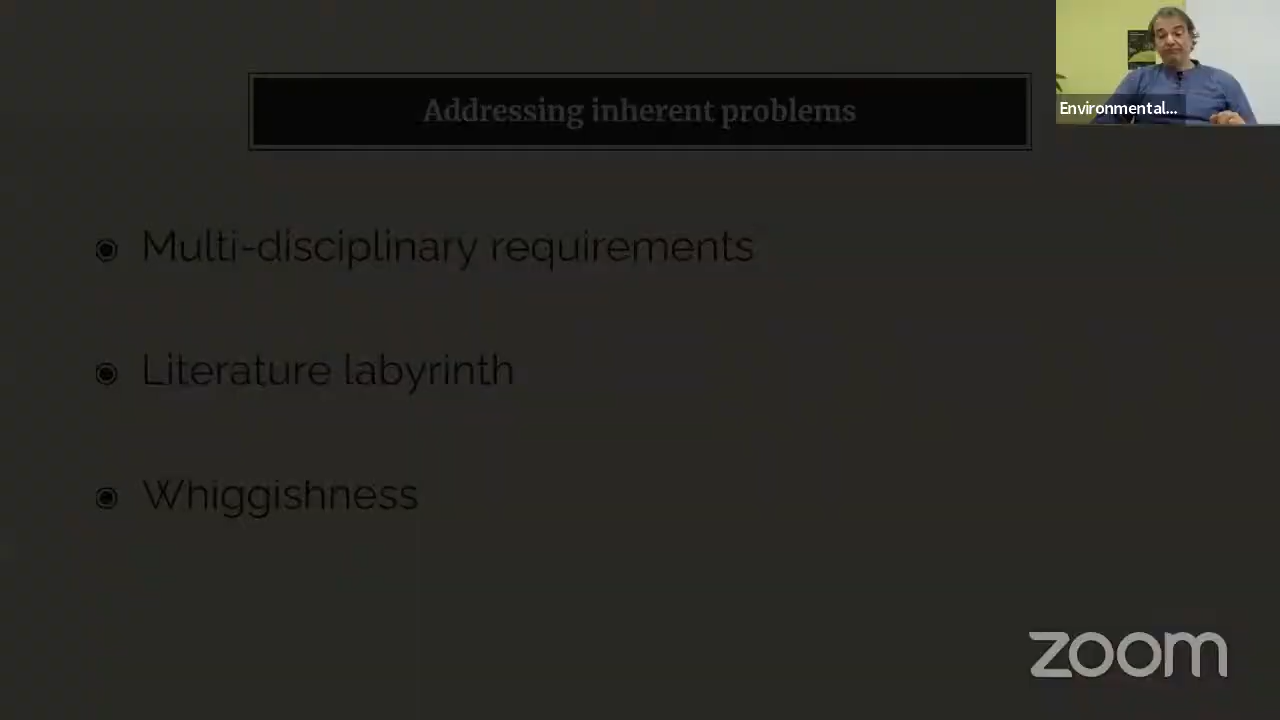 Addressing inherent problems
Environmental...
Multi-disciplinary requirements
Literature labyrinth
Whiggishness
zoom